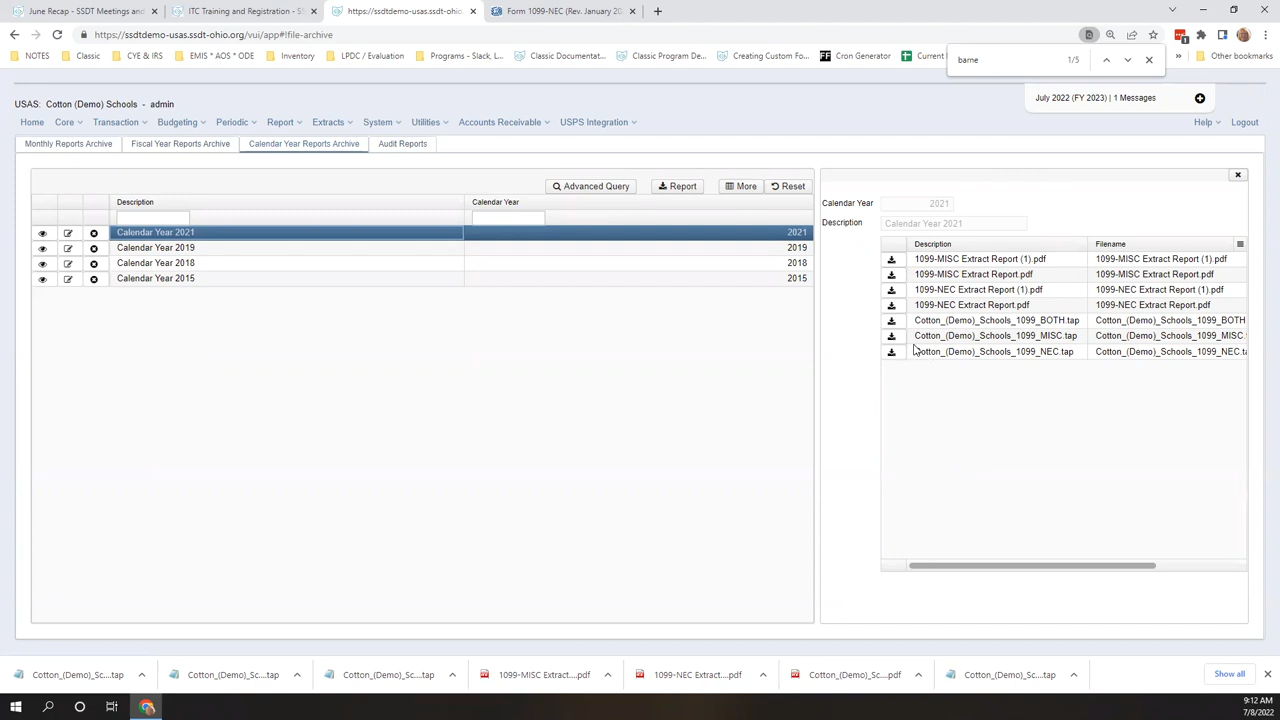 June Recap - SSDT Meetings and
ITC Training and Registration - SS
https://ssdtdemo-usas.ssdt-ohio
Form 1099-NEC (Rev. January 20
https://ssdtdemo-usas.ssdt-ohio.org/vui/app#!file-archive
NOTES
Classic
CYE & IRS
EMIS * AOS * ODE
Inventory
LPDC / EVALUATION
Programs - Slack, L...
Classic Documentat...
Classic Program De...
Creating Custom Fo...
FF Cron Generator
Current
Other bookmarks
barne 1/5
July 2022 (FY 2023) | 1 Messages
USAS: Cotton (Demo) Schools - admin
Home Core Transaction Budgeting Periodic Report Extracts System Utilities Accounts Receivable USPS Integration Help Logout
Monthly Reports Archive Fiscal Year Reports Archive Calendar Year Reports Archive Audit Reports
Advanced Query Report More Reset
Description Calendar Year
Calendar Year 2021 2021
Calendar Year 2019 2019
Calendar Year 2018 2018
Calendar Year 2015 2015
Calendar Year 2021
Description Calendar Year 2021
Description Filename
1099-MISC Extract Report (1).pdf 1099-MISC Extract Report (1).pdf
1099-MISC Extract Report.pdf 1099-MISC Extract Report.pdf
1099-NEC Extract Report (1).pdf 1099-NEC Extract Report (1).pdf
1099-NEC Extract Report.pdf 1099-NEC Extract Report.pdf
Cotton_(Demo)_Schools_1099_BOTH.tap Cotton_(Demo)_Schools_1099_BOTH
Cotton_(Demo)_Schools_1099_MISC.tap Cotton_(Demo)_Schools_1099_MISC.
Cotton_(Demo)_Schools_1099_NEC.tap Cotton_(Demo)_Schools_1099_NEC.ta
Cotton_(Demo)_Sc....tap
Cotton_(Demo)_Sc....tap
Cotton_(Demo)_Sc....tap
1099-MISC Extract....pdf
1099-NEC Extract....pdf
Cotton_(Demo)_Sc....pdf
Cotton_(Demo)_Sc....tap
Show all
9:12 AM
7/8/2022